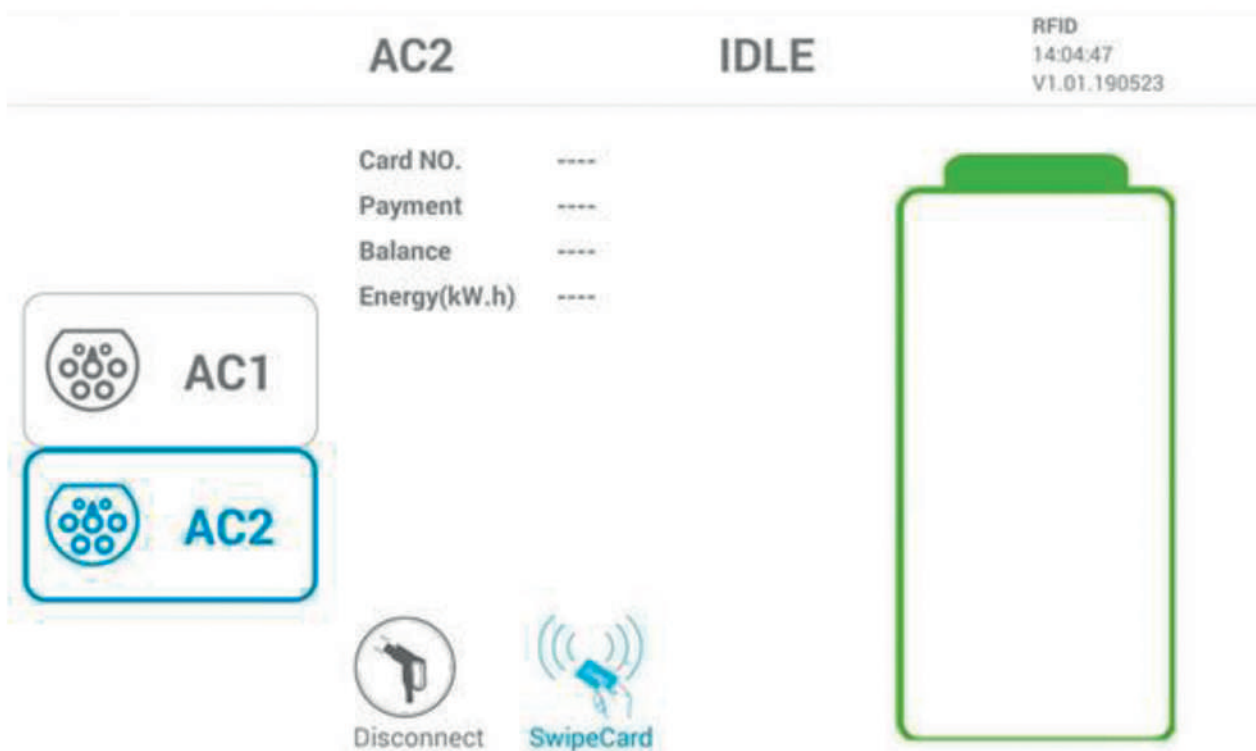 AC2 IDLE RFID
14:04:47
V1.01.190523
Card NO. ----
Payment ----
Balance ----
Energy(kW.h) ----
AC1
AC2
Disconnect SwipeCard